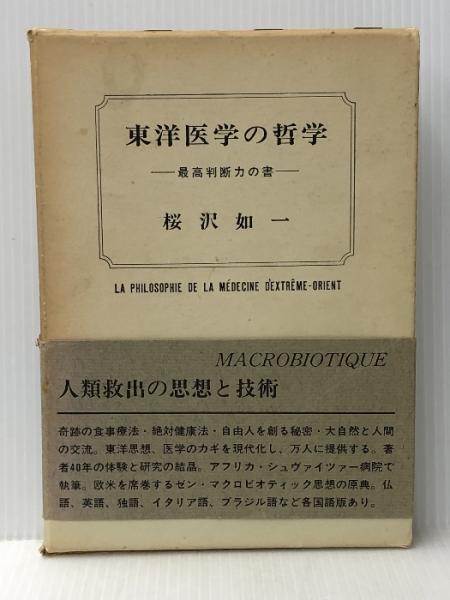 東洋医学の哲学
―最高判断力の書―
桜沢如一
LA PHILOSOPHIE DE LA MÉDECINE D'EXTRÊME-ORIENT
MACROBIOTIQUE
人類救出の思想と技術
奇跡の食事療法・絶対健康法・自由人を創る秘密・大自然と人間
の交流。東洋思想、医学のカギを現代化し、万人に提供する。著
者40年の体験と研究の結晶。アフリカ・シュヴァイツァー病院で
執筆。欧米を席巻するゼン・マクロビオティック思想の原典。仏
語、英語、独語、イタリア語、ブラジル語など各国語版あり。